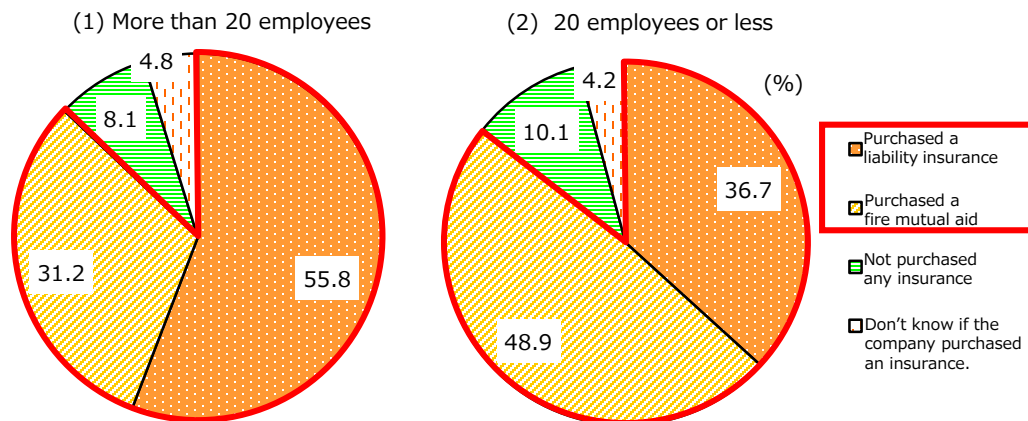 (1) More than 20 employees
(2) 20 employees or less
4.8
8.1
31.2
55.8
4.2
10.1
48.9
36.7
(%)
Purchased a
liability insurance
Purchased a
fire mutual aid
Not purchased
any insurance
Don't know if the
company purchased
an insurance.